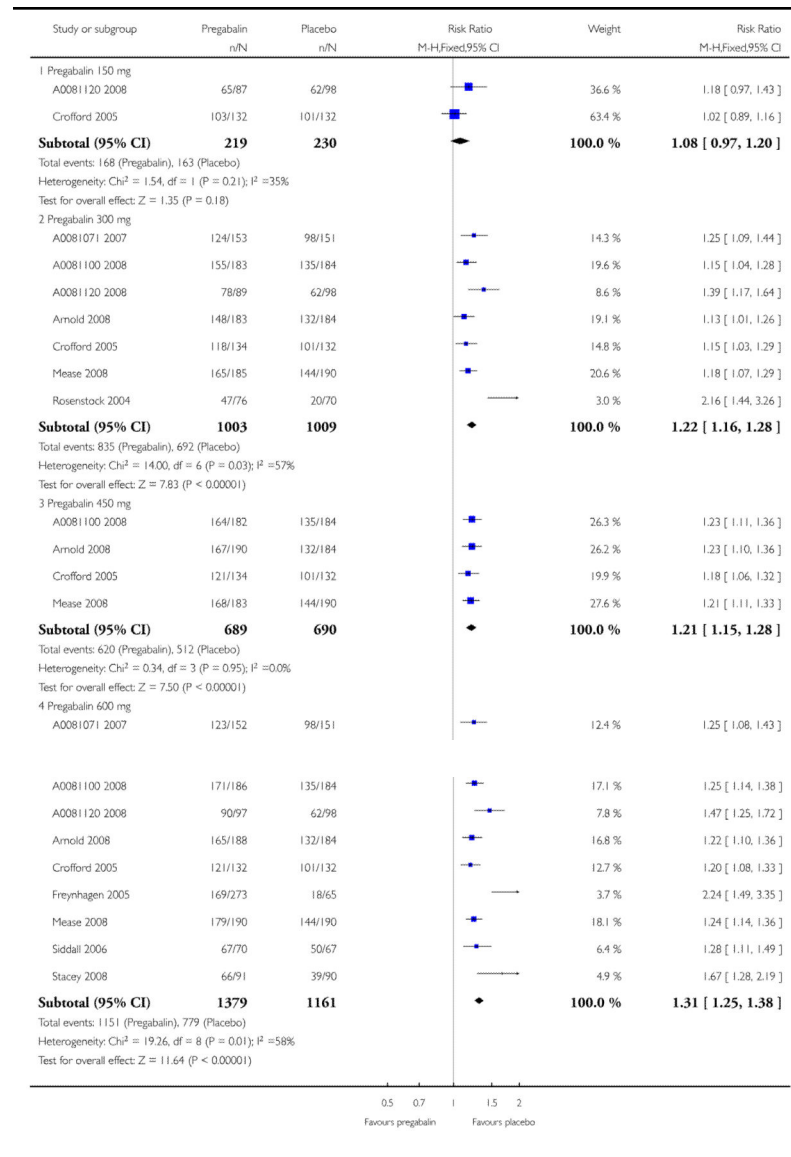 Study or subgroup Pregabalin Placebo Risk Ratio Weight Risk Ratio
n/N n/N M-H,Fixed,95% CI M-H,Fixed,95% CI
1 Pregabalin 150 mg
A0081120 2008 65/87 62/98 36.6 % 1.18 [ 0.97, 1.43 ]
Crofford 2005 103/132 101/132 63.4 % 1.02 [ 0.89, 1.16 ]
Subtotal (95% CI) 219 230 100.0 % 1.08 [ 0.97, 1.20 ]
Total events: 168 (Pregabalin), 163 (Placebo)
Heterogeneity: Chi² = 1.54, df = 1 (P = 0.21); I² =35%
Test for overall effect: Z = 1.35 (P = 0.18)
2 Pregabalin 300 mg
A0081071 2007 124/153 98/151 14.3 % 1.25 [ 1.09, 1.44 ]
A0081100 2008 155/183 135/184 19.6 % 1.15 [ 1.04, 1.28 ]
A0081120 2008 78/89 62/98 8.6 % 1.39 [ 1.17, 1.64 ]
Arnold 2008 148/183 132/184 19.1 % 1.13 [ 1.01, 1.26 ]
Crofford 2005 118/134 101/132 14.8 % 1.15 [ 1.03, 1.29 ]
Mease 2008 165/185 144/190 20.6 % 1.18 [ 1.07, 1.29 ]
Rosenstock 2004 47/76 20/70 3.0 % 2.16 [ 1.44, 3.26 ]
Subtotal (95% CI) 1003 1009 100.0 % 1.22 [ 1.16, 1.28 ]
Total events: 835 (Pregabalin), 692 (Placebo)
Heterogeneity: Chi² = 14.00, df = 6 (P = 0.03); I² =57%
Test for overall effect: Z = 7.83 (P < 0.00001)
3 Pregabalin 450 mg
A0081100 2008 164/182 135/184 26.3 % 1.23 [ 1.11, 1.36 ]
Arnold 2008 167/190 132/184 26.2 % 1.23 [ 1.10, 1.36 ]
Crofford 2005 121/134 101/132 19.9 % 1.18 [ 1.06, 1.32 ]
Mease 2008 168/183 144/190 27.6 % 1.21 [ 1.11, 1.33 ]
Subtotal (95% CI) 689 690 100.0 % 1.21 [ 1.15, 1.28 ]
Total events: 620 (Pregabalin), 512 (Placebo)
Heterogeneity: Chi² = 0.34, df = 3 (P = 0.95); I² =0.0%
Test for overall effect: Z = 7.50 (P < 0.00001)
4 Pregabalin 600 mg
A0081071 2007 123/152 98/151 12.4 % 1.25 [ 1.08, 1.43 ]
A0081100 2008 171/186 135/184 17.1 % 1.25 [ 1.14, 1.38 ]
A0081120 2008 90/97 62/98 7.8 % 1.47 [ 1.25, 1.72 ]
Arnold 2008 165/188 132/184 16.8 % 1.22 [ 1.10, 1.36 ]
Crofford 2005 121/132 101/132 12.7 % 1.20 [ 1.08, 1.33 ]
Freynhagen 2005 169/273 18/65 3.7 % 2.24 [ 1.49, 3.35 ]
Mease 2008 179/190 144/190 18.1 % 1.24 [ 1.14, 1.36 ]
Siddall 2006 67/70 50/67 6.4 % 1.28 [ 1.11, 1.49 ]
Stacey 2008 66/91 39/90 4.9 % 1.67 [ 1.28, 2.19 ]
Subtotal (95% CI) 1379 1161 100.0 % 1.31 [ 1.25, 1.38 ]
Total events: 1151 (Pregabalin), 779 (Placebo)
Heterogeneity: Chi² = 19.26, df = 8 (P = 0.01); I² =58%
Test for overall effect: Z = 11.64 (P < 0.00001)
0.5 0.7 1 1.5 2
Favours pregabalin Favours placebo